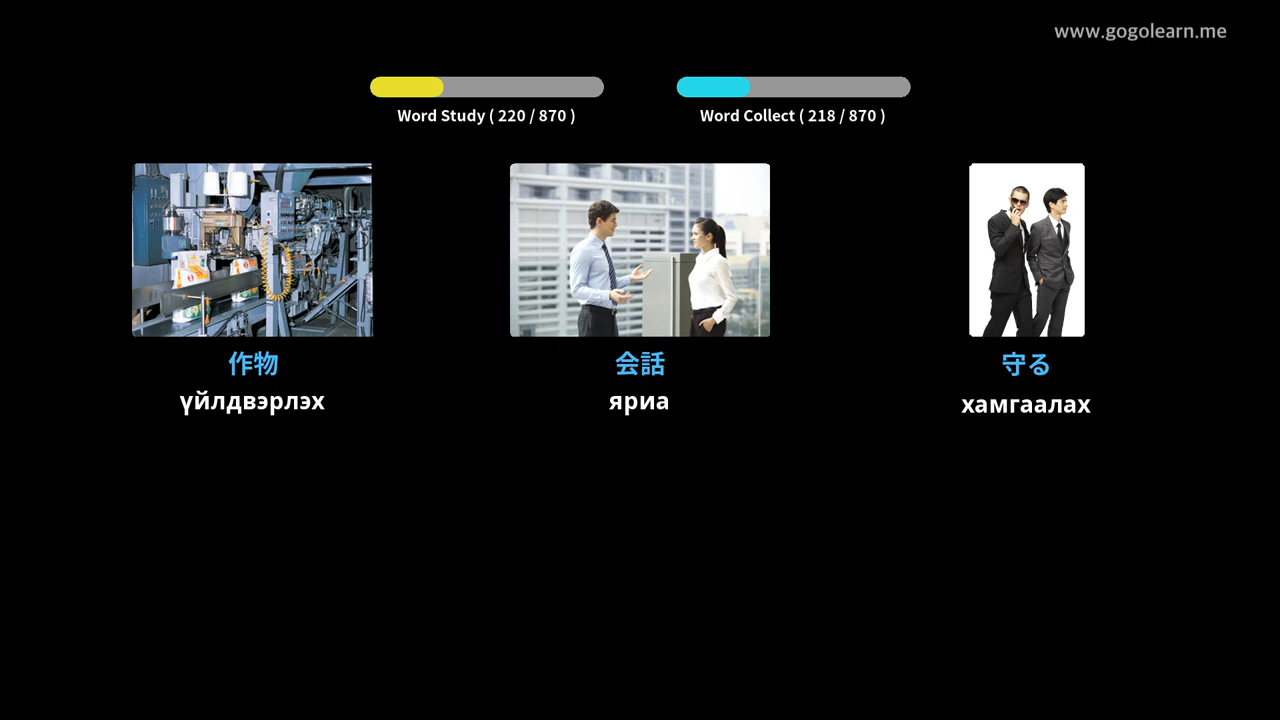 www.gogolearn.me
Word Study ( 220 / 870 )
Word Collect ( 218 / 870 )
作物
会話
守る
үйлдвэрлэх
яриа
хамгаалах